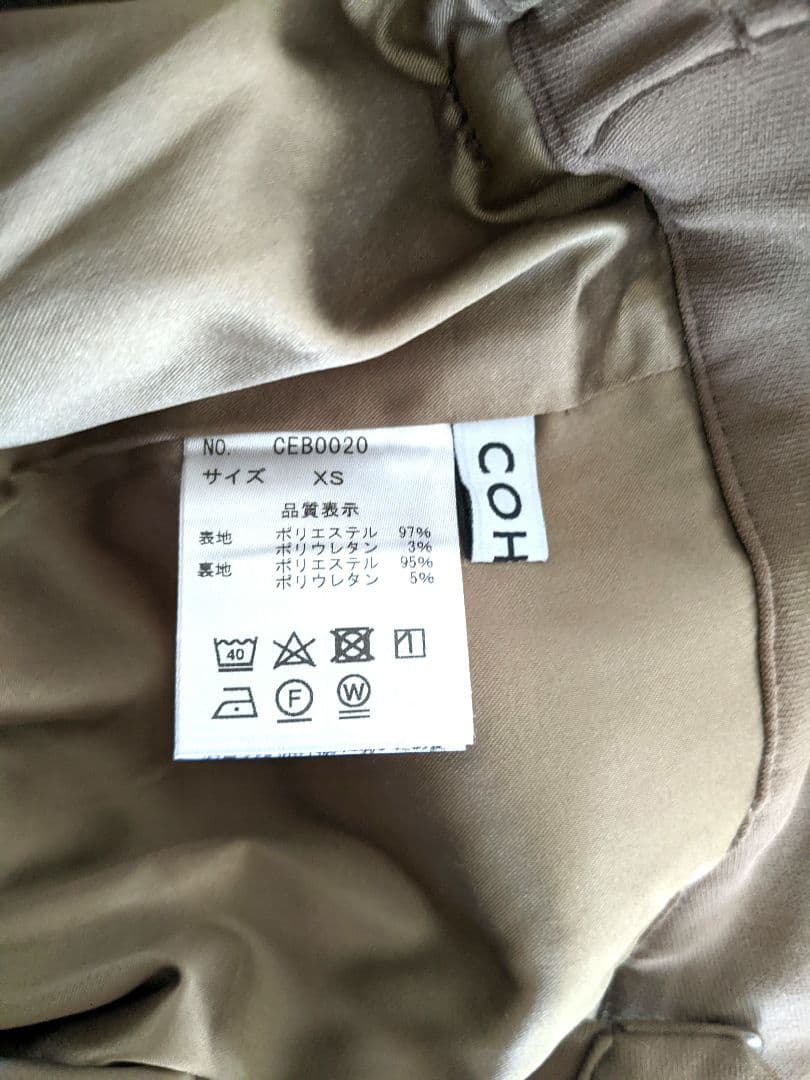 NO. CEB0020
サイズ XS
品質表示
表地 ポリエステル 97%
ポリウレタン 3%
裏地 ポリエステル 95%
ポリウレタン 5%
40
F W
COH